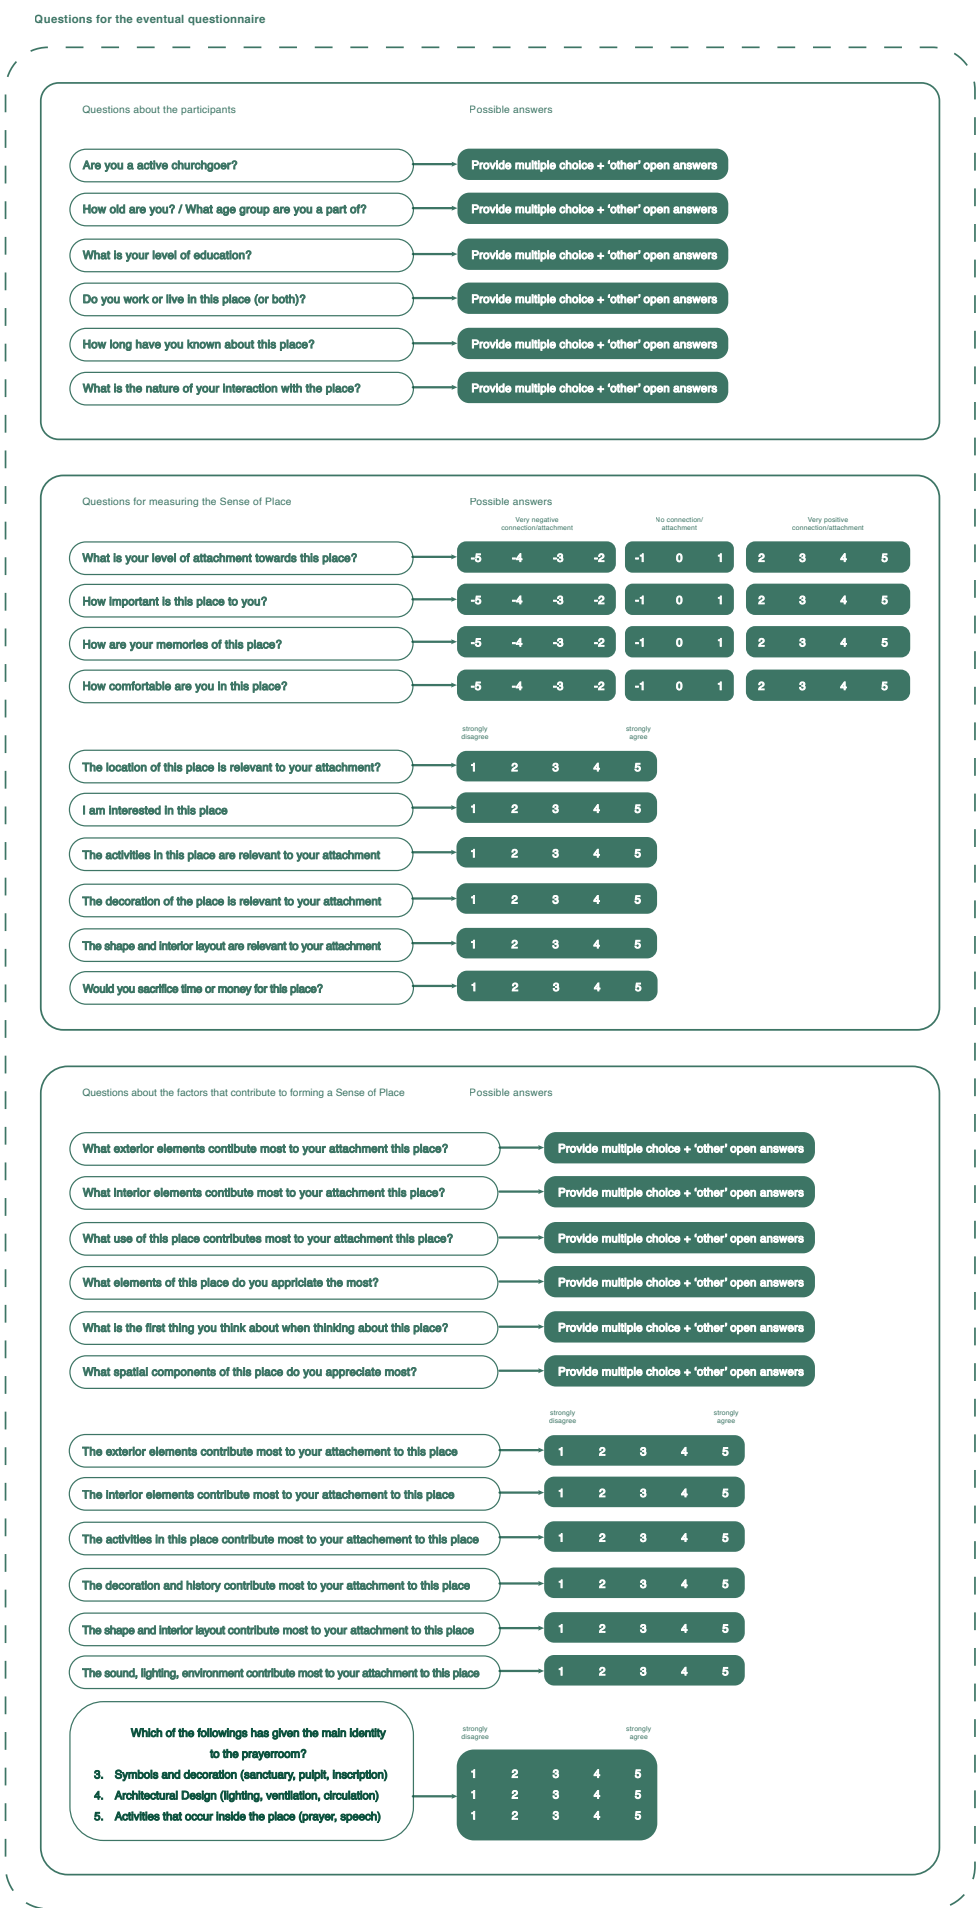 Questions for the eventual questionnaire
Questions about the participants Possible answers
Are you a active churchgoer? Provide multiple choice + ‘other’ open answers
How old are you? / What age group are you a part of? Provide multiple choice + ‘other’ open answers
What is your level of education? Provide multiple choice + ‘other’ open answers
Do you work or live in this place (or both)? Provide multiple choice + ‘other’ open answers
How long have you known about this place? Provide multiple choice + ‘other’ open answers
What is the nature of your interaction with the place? Provide multiple choice + ‘other’ open answers
Questions for measuring the Sense of Place Possible answers
Very negative No connection/ Very positive
connection/attachment attachment connection/attachment
What is your level of attachment towards this place? -5 -4 -3 -2 -1 0 1 2 3 4 5
How important is this place to you? -5 -4 -3 -2 -1 0 1 2 3 4 5
How are your memories of this place? -5 -4 -3 -2 -1 0 1 2 3 4 5
How comfortable are you in this place? -5 -4 -3 -2 -1 0 1 2 3 4 5
strongly strongly
disagree agree
The location of this place is relevant to your attachment? 1 2 3 4 5
I am interested in this place 1 2 3 4 5
The activities in this place are relevant to your attachment 1 2 3 4 5
The decoration of the place is relevant to your attachment 1 2 3 4 5
The shape and interior layout are relevant to your attachment 1 2 3 4 5
Would you sacrifice time or money for this place? 1 2 3 4 5
Questions about the factors that contribute to forming a Sense of Place Possible answers
What exterior elements contibute most to your attachment this place? Provide multiple choice + ‘other’ open answers
What interior elements contibute most to your attachment this place? Provide multiple choice + ‘other’ open answers
What use of this place contributes most to your attachment this place? Provide multiple choice + ‘other’ open answers
What elements of this place do you appriciate the most? Provide multiple choice + ‘other’ open answers
What is the first thing you think about when thinking about this place? Provide multiple choice + ‘other’ open answers
What spatial components of this place do you appreciate most? Provide multiple choice + ‘other’ open answers
strongly strongly
disagree agree
The exterior elements contribute most to your attachement to this place 1 2 3 4 5
The interior elements contribute most to your attachement to this place 1 2 3 4 5
The activities in this place contribute most to your attachement to this place 1 2 3 4 5
The decoration and history contribute most to your attachment to this place 1 2 3 4 5
The shape and interior layout contribute most to your attachment to this place 1 2 3 4 5
The sound, lighting, environment contribute most to your attachment to this place 1 2 3 4 5
strongly strongly
disagree agree
Which of the followings has given the main identity
to the prayerroom?
3. Symbols and decoration (sanctuary, pulpit, inscription) 1 2 3 4 5
4. Architectural Design (lighting, ventilation, circulation) 1 2 3 4 5
5. Activities that occur inside the place (prayer, speech) 1 2 3 4 5